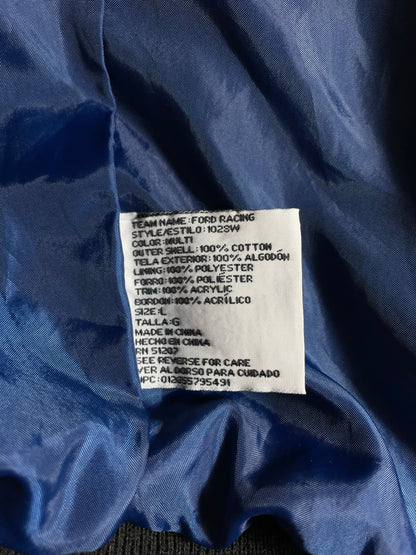 TEAM NAME: FORD RACING
STYLE/ESTILO: 1028W
COLOR: MULTI
OUTER SHELL: 100% COTTON
TELA EXTERIOR: 100% ALGODÓN
LINING: 100% POLYESTER
FORRO: 100% POLIÉSTER
TRIM: 100% ACRYLIC
BORDON: 100% ACRÍLICO
SIZE: L
TALLA: G
MADE IN CHINA
HECHO EN CHINA
RN 51207
SEE REVERSE FOR CARE
VER AL DORSO PARA CUIDADO
UPC: 012355795491